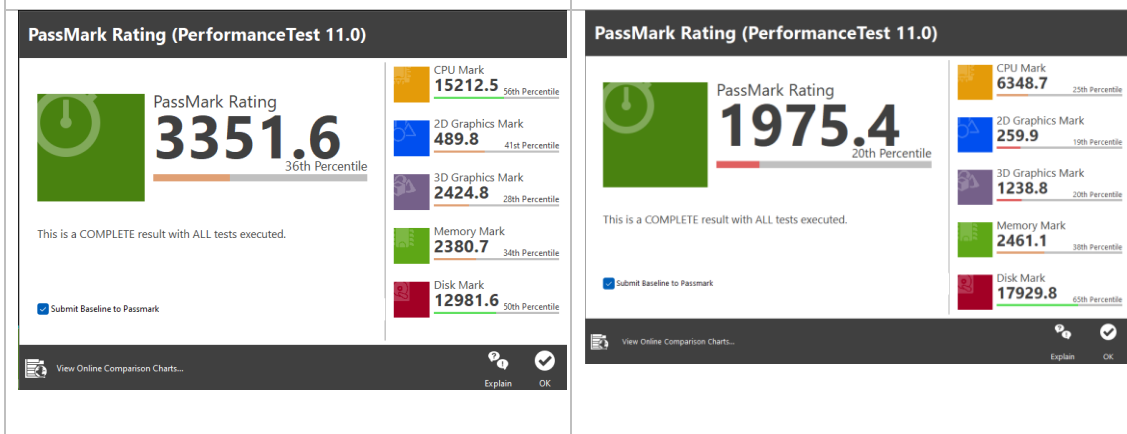 PassMark Rating (PerformanceTest 11.0)
PassMark Rating
3351.6
36th Percentile
This is a COMPLETE result with ALL tests executed.
Submit Baseline to Passmark
CPU Mark
15212.5 56th Percentile
2D Graphics Mark
489.8 41st Percentile
3D Graphics Mark
2424.8 28th Percentile
Memory Mark
2380.7 34th Percentile
Disk Mark
12981.6 50th Percentile
View Online Comparison Charts...
Explain OK
PassMark Rating (PerformanceTest 11.0)
PassMark Rating
1975.4
20th Percentile
This is a COMPLETE result with ALL tests executed.
Submit Baseline to Passmark
CPU Mark
6348.7 25th Percentile
2D Graphics Mark
259.9 19th Percentile
3D Graphics Mark
1238.8 20th Percentile
Memory Mark
2461.1 38th Percentile
Disk Mark
17929.8 65th Percentile
View Online Comparison Charts...
Explain OK